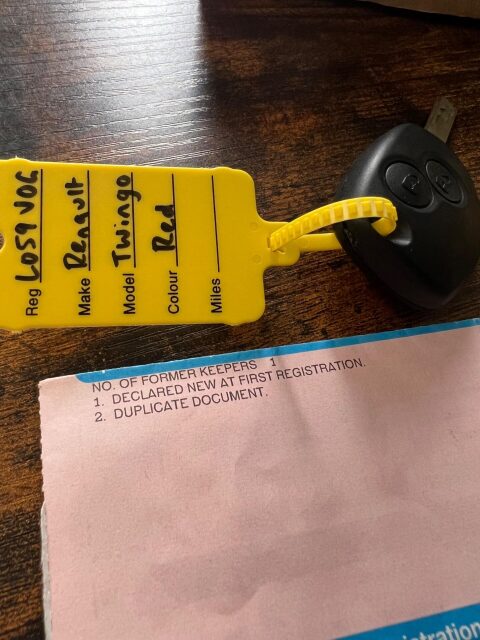 Reg LO59 VOG
Make Renault
Model Twingo
Colour Red
Miles
NO. OF FORMER KEEPERS 1
1. DECLARED NEW AT FIRST REGISTRATION.
2. DUPLICATE DOCUMENT.